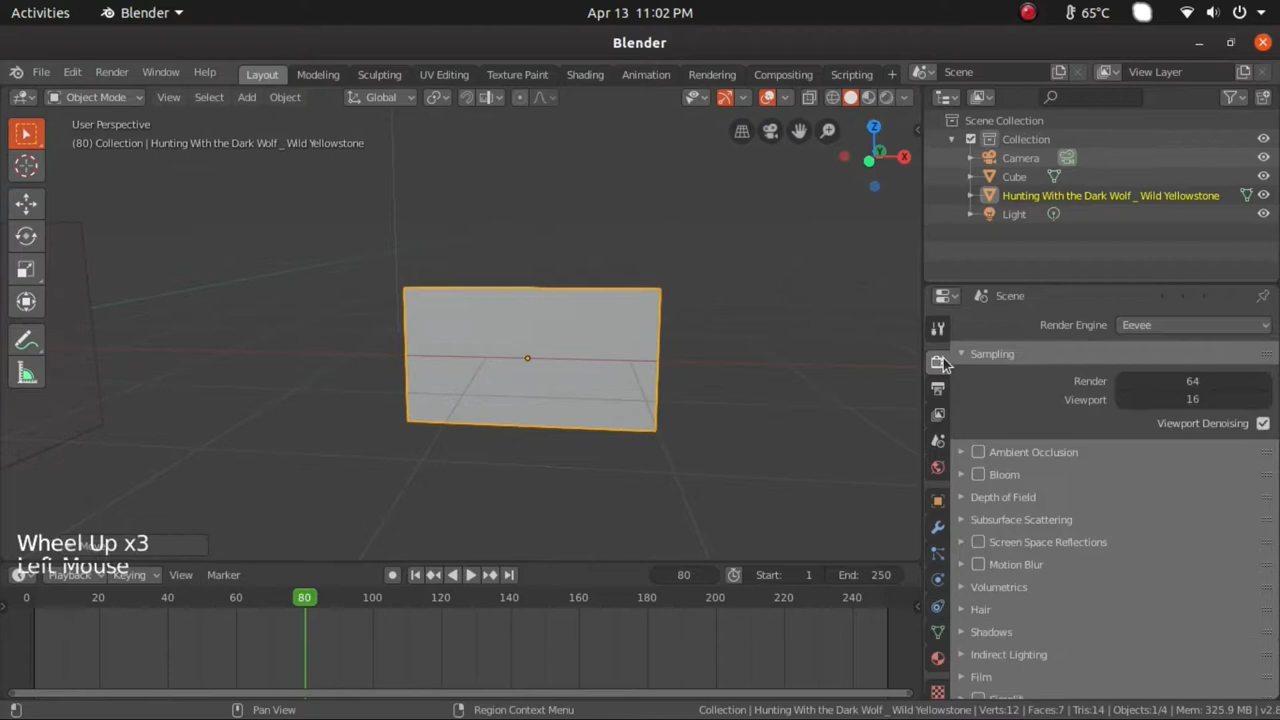 Activities Blender Apr 13 11:02 PM 65°C
Blender
File Edit Render Window Help Layout Modeling Sculpting UV Editing Texture Paint Shading Animation Rendering Compositing Scripting + Scene View Layer
Object Mode View Select Add Object Global
User Perspective
(80) Collection | Hunting With the Dark Wolf _ Wild Yellowstone
Z
Y
X
Scene Collection
Collection
Camera
Cube
Hunting With the Dark Wolf _ Wild Yellowstone
Light
Scene
Render Engine Eevee
Sampling
Render 64
Viewport 16
Viewport Denoising
Ambient Occlusion
Bloom
Depth of Field
Subsurface Scattering
Screen Space Reflections
Motion Blur
Volumetrics
Hair
Shadows
Indirect Lighting
Film
Wheel Up x3
Left Mouse
Playback Keying View Marker 80 Start: 1 End: 250
0 20 40 60 80 100 120 140 160 180 200 220 240
Pan View Region Context Menu Collection | Hunting With the Dark Wolf _ Wild Yellowstone | Verts:12 | Faces:7 | Tris:14 | Objects:1/4 | Mem: 325.9 MB | v2.8